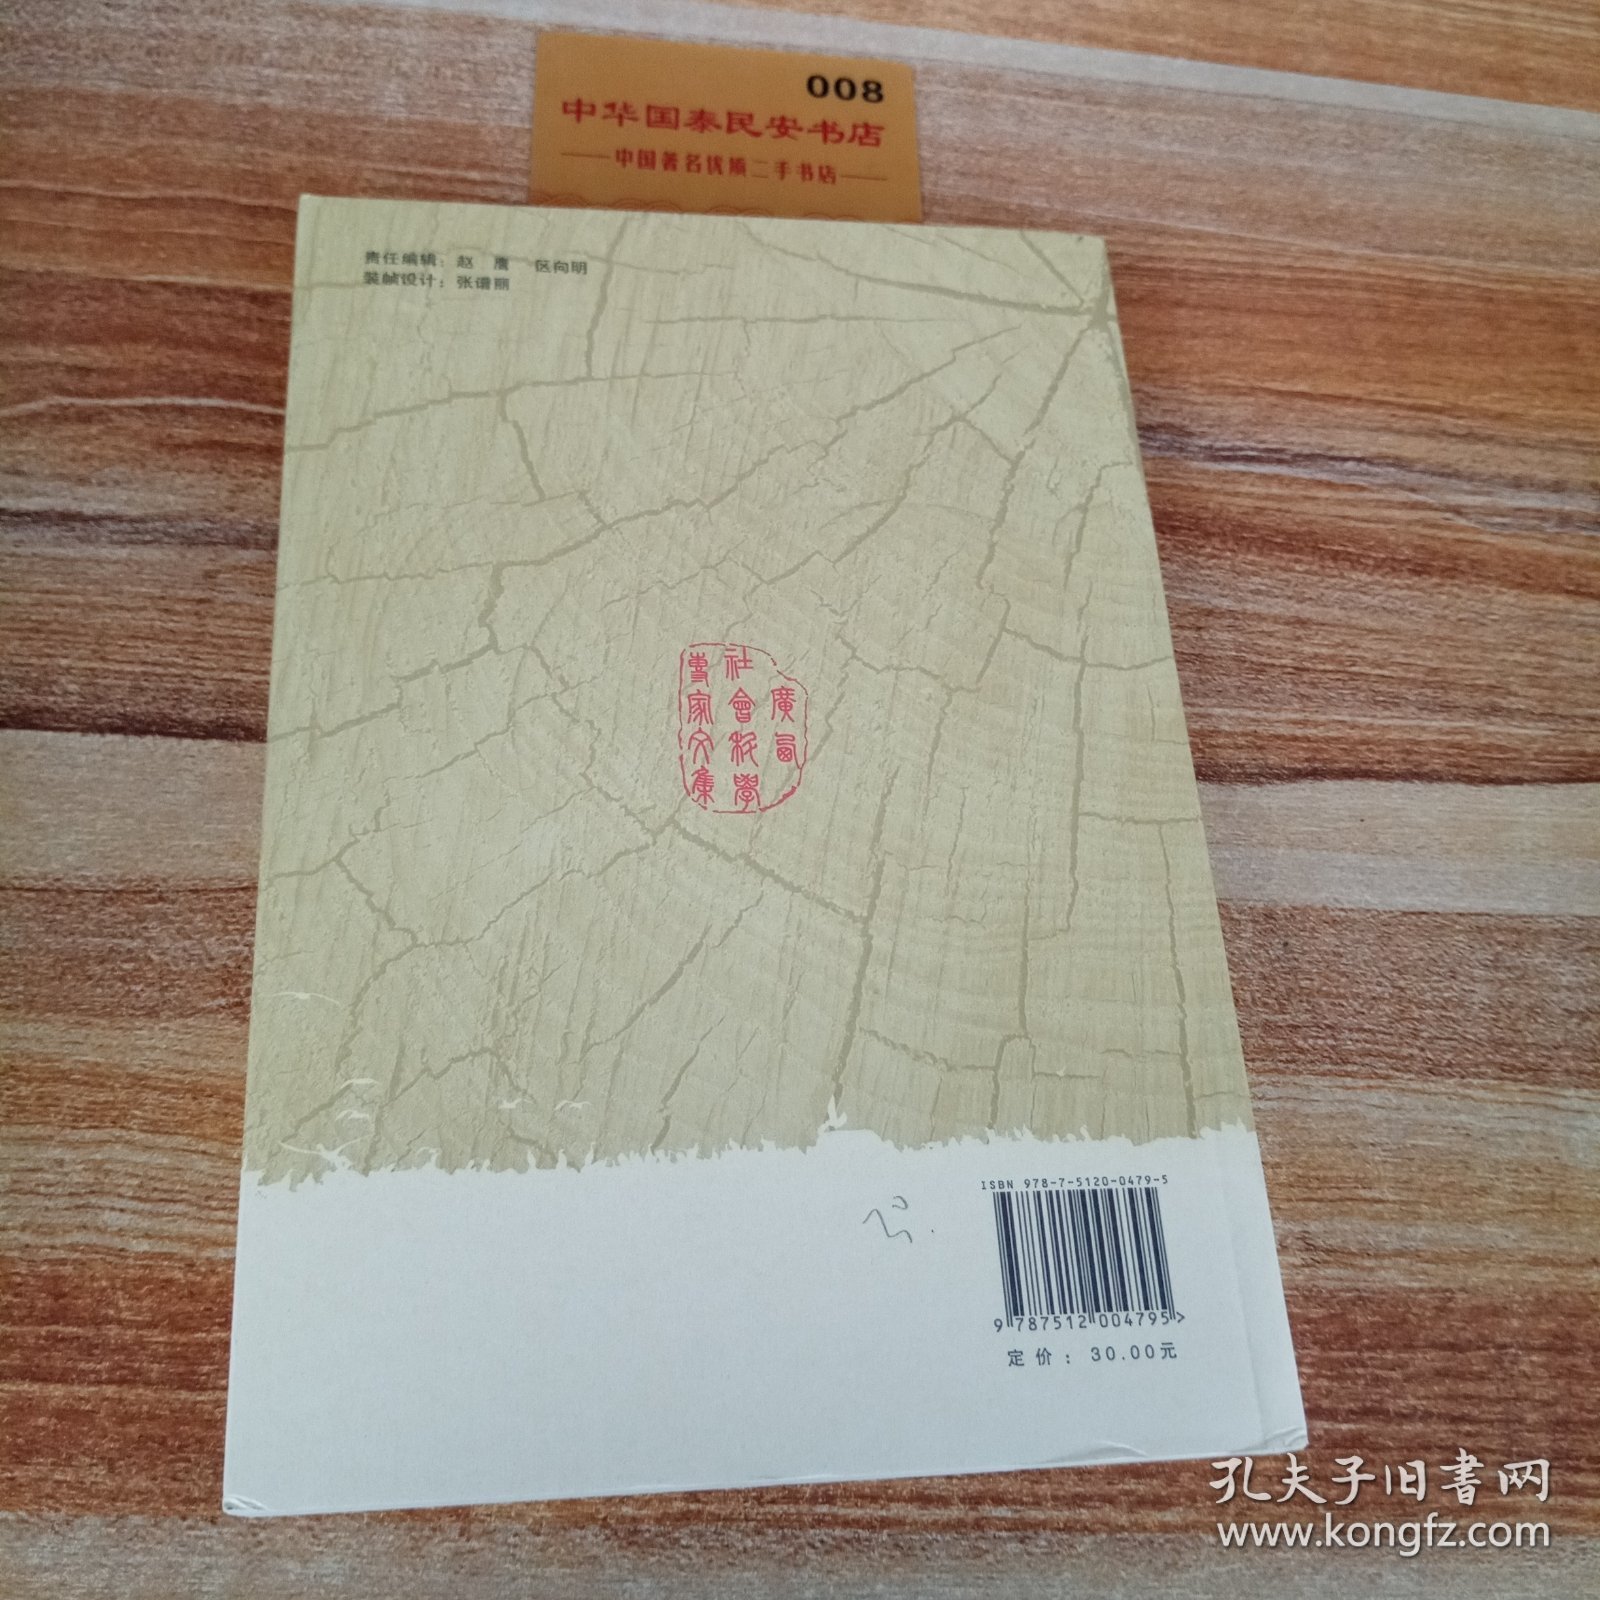 008
中华国泰民安书店
中国著名优质二手书店
责任编辑：赵 鹰 区向明
装帧设计：张谱丽
廣西
社會科學
專家文集
ISBN 978-7-5120-0479-5
9 787512 004795>
定价：30.00元
孔夫子旧书网
www.kongfz.com